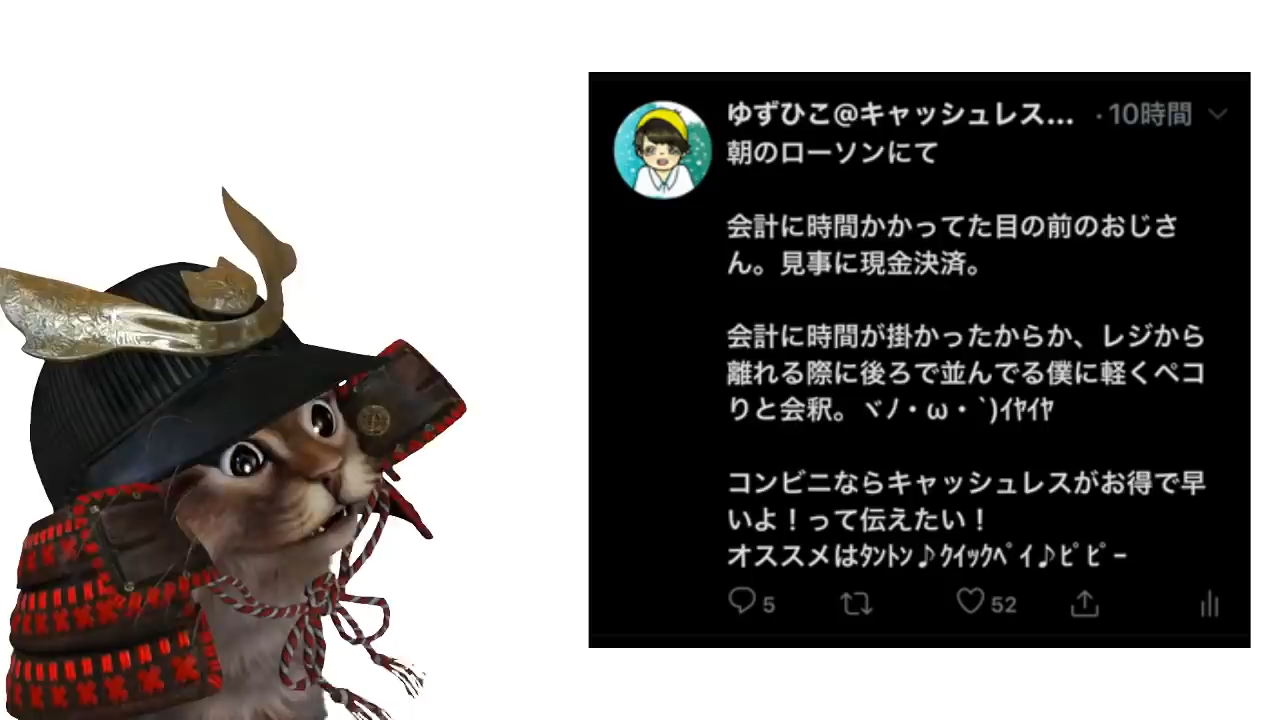 ゆずひこ@キャッシュレス... ・10時間
朝のローソンにて
会計に時間かかってた目の前のおじさ
ん。見事に現金決済。
会計に時間が掛かったからか、レジから
離れる際に後ろで並んでる僕に軽くペコ
りと会釈。ヾﾉ・ω・`)ｲﾔｲﾔ
コンビニならキャッシュレスがお得で早
いよ！って伝えたい！
オススメはﾀﾝﾄﾝ♪ｸｲｯｸﾍﾟｲ♪ﾋﾟﾋﾟｰ
5 52